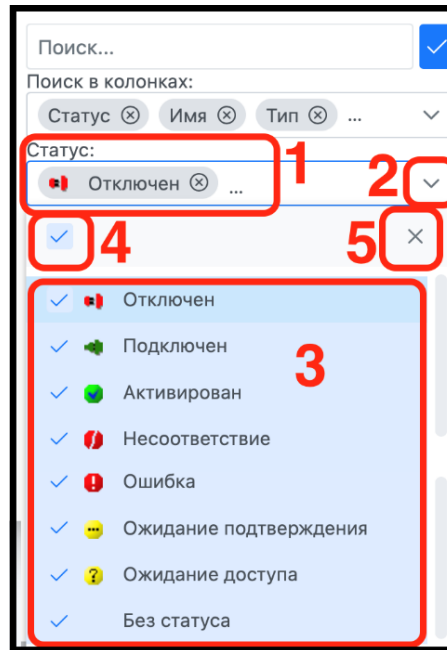 Поиск...
Поиск в колонках:
Статус Имя Тип ...
Статус:
1
Отключен ...
2
4
5
Отключен
Подключен
3
Активирован
Несоответствие
Ошибка
Ожидание подтверждения
Ожидание доступа
Без статуса